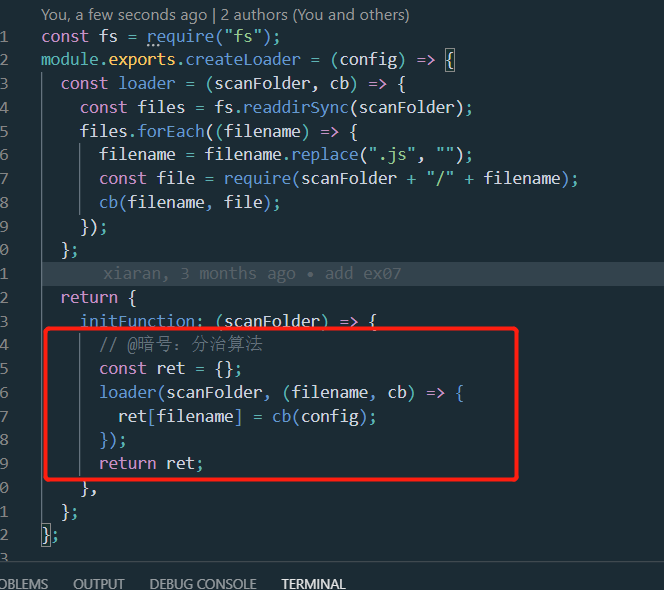 You, a few seconds ago | 2 authors (You and others)
1 const fs = require("fs");
2 module.exports.createLoader = (config) => {
3 const loader = (scanFolder, cb) => {
4 const files = fs.readdirSync(scanFolder);
5 files.forEach((filename) => {
6 filename = filename.replace(".js", "");
7 const file = require(scanFolder + "/" + filename);
8 cb(filename, file);
9 });
0 };
1 xiaran, 3 months ago • add ex07
2 return {
3 initFunction: (scanFolder) => {
4 // @暗号: 分治算法
5 const ret = {};
6 loader(scanFolder, (filename, cb) => {
7 ret[filename] = cb(config);
8 });
9 return ret;
0 },
1 };
2 };
3
OBLEMS OUTPUT DEBUG CONSOLE TERMINAL